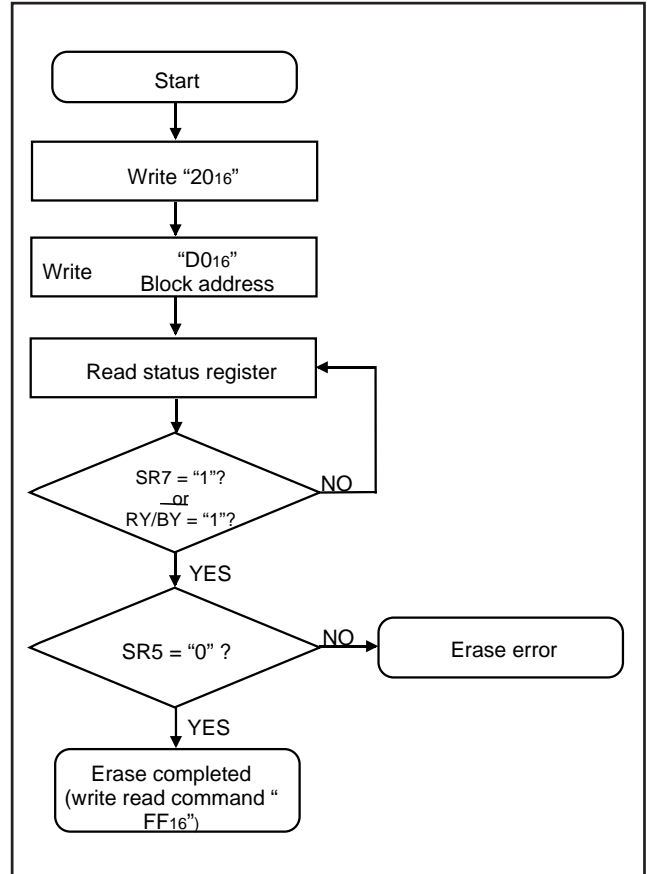 Start
Write “20₁₆”
“D0₁₆”
Write
Block address
Read status register
SR7 = “1”?
or
RY/BY = “1”?
NO
YES
SR5 = “0” ?
NO
Erase error
YES
Erase completed
(write read command “
FF₁₆”)